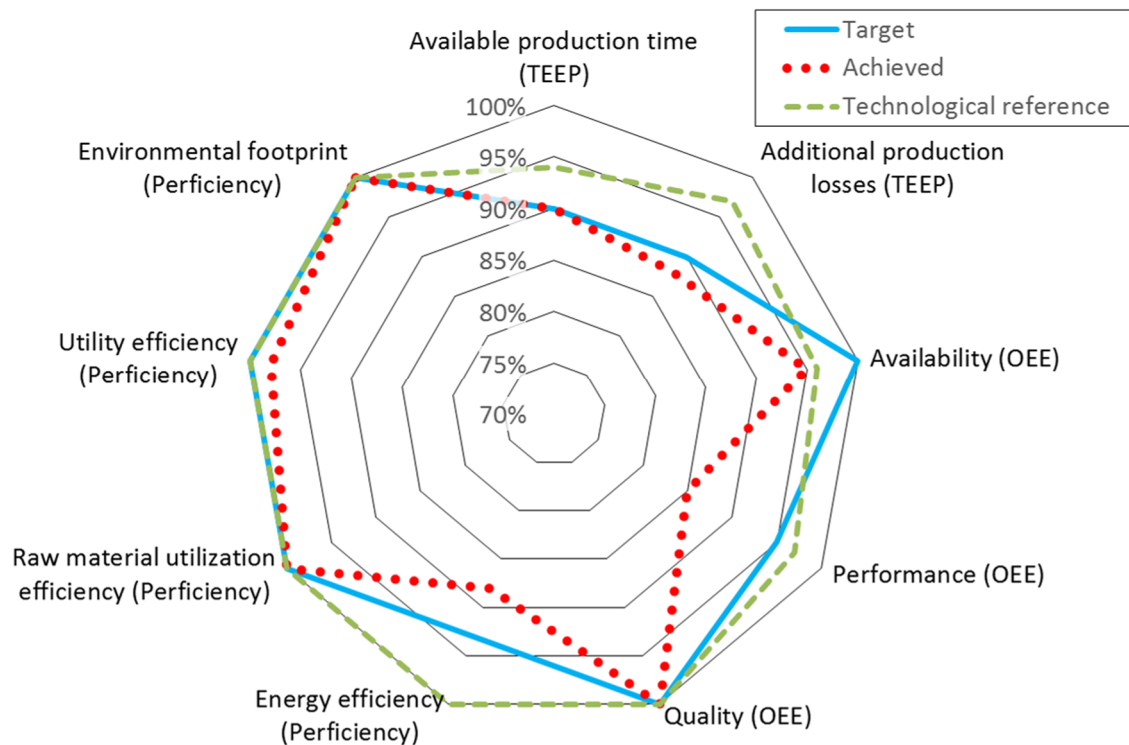 Target
Achieved
Technological reference
Available production time
(TEEP)
Additional production
losses (TEEP)
Availability (OEE)
Performance (OEE)
Quality (OEE)
Energy efficiency
(Perficiency)
Raw material utilization
efficiency (Perficiency)
Utility efficiency
(Perficiency)
Environmental footprint
(Perficiency)
100%
95%
90%
85%
80%
75%
70%